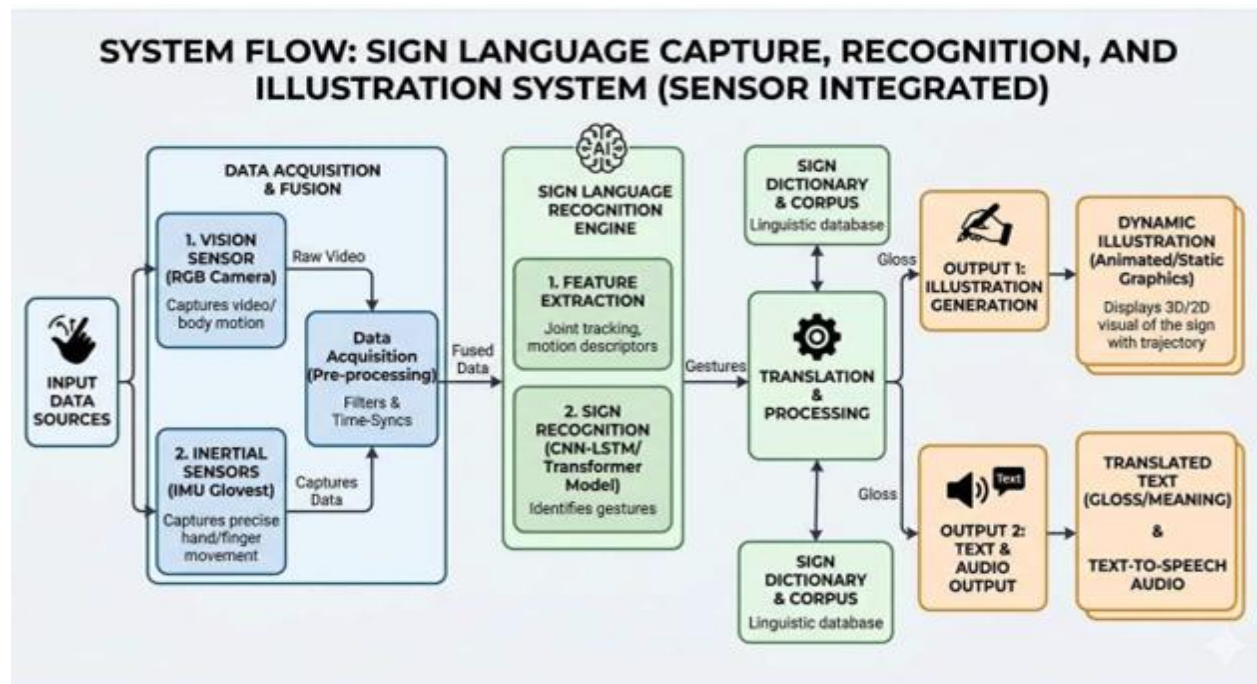 SYSTEM FLOW: SIGN LANGUAGE CAPTURE, RECOGNITION, AND
ILLUSTRATION SYSTEM (SENSOR INTEGRATED)
INPUT
DATA
SOURCES
DATA ACQUISITION
& FUSION
1. VISION
SENSOR
(RGB Camera)
Captures video/
body motion
Raw Video
2. INERTIAL
SENSORS
(IMU Glovest)
Captures precise
hand/finger
movement
Captures
Data
Data
Acquisition
(Pre-processing)
Filters &
Time-Syncs
Fused
Data
AI
SIGN LANGUAGE
RECOGNITION
ENGINE
1. FEATURE
EXTRACTION
Joint tracking,
motion descriptors
2. SIGN
RECOGNITION
(CNN-LSTM/
Transformer
Model)
Identifies gestures
Gestures
SIGN
DICTIONARY
& CORPUS
Linguistic database
TRANSLATION
&
PROCESSING
SIGN
DICTIONARY
& CORPUS
Linguistic database
Gloss
OUTPUT 1:
ILLUSTRATION
GENERATION
DYNAMIC
ILLUSTRATION
(Animated/Static
Graphics)
Displays 3D/2D
visual of the sign
with trajectory
Gloss
Text
OUTPUT 2:
TEXT &
AUDIO
OUTPUT
TRANSLATED
TEXT
(GLOSS/MEANING)
&
TEXT-TO-SPEECH
AUDIO